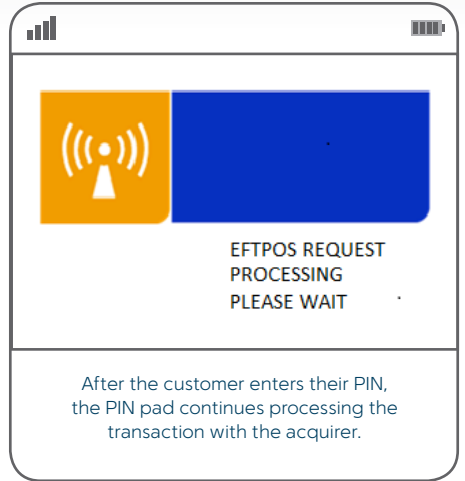 EFTPOS REQUEST
PROCESSING
PLEASE WAIT
After the customer enters their PIN,
the PIN pad continues processing the
transaction with the acquirer.